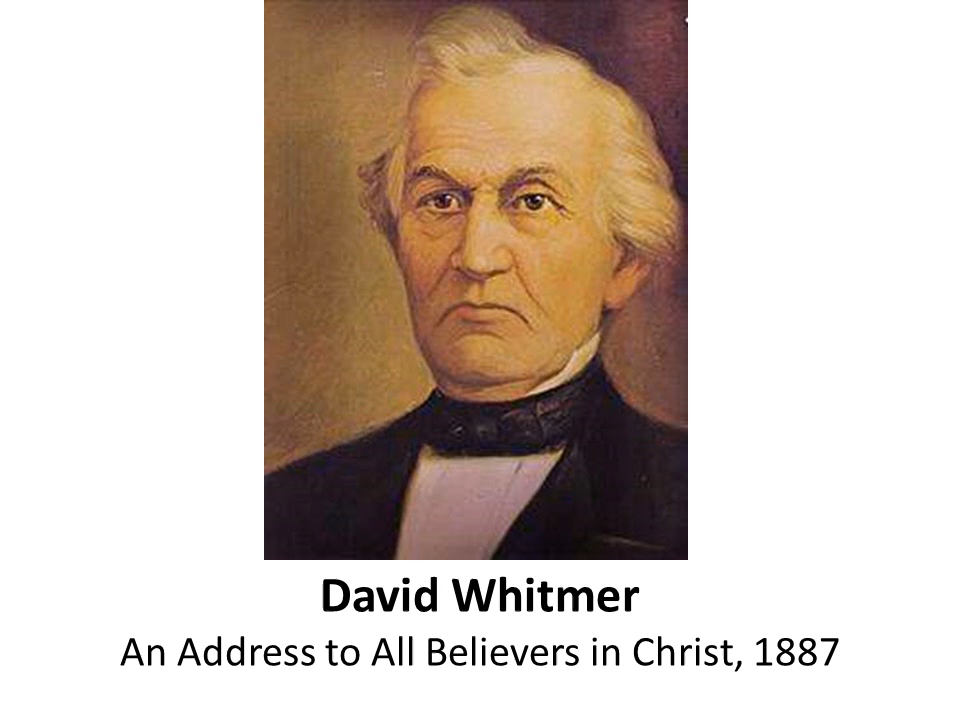 David Whitmer
An Address to All Believers in Christ, 1887